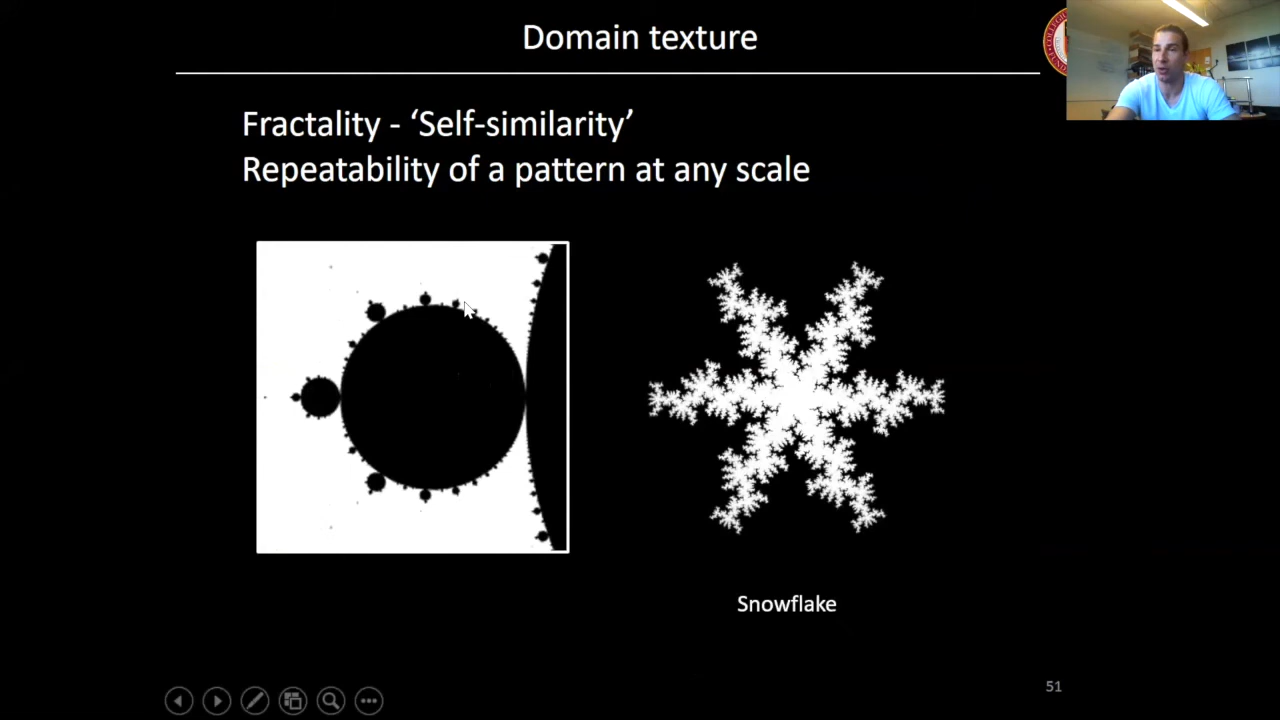 Domain texture
Fractality - ‘Self-similarity’
Repeatability of a pattern at any scale
Snowflake
51